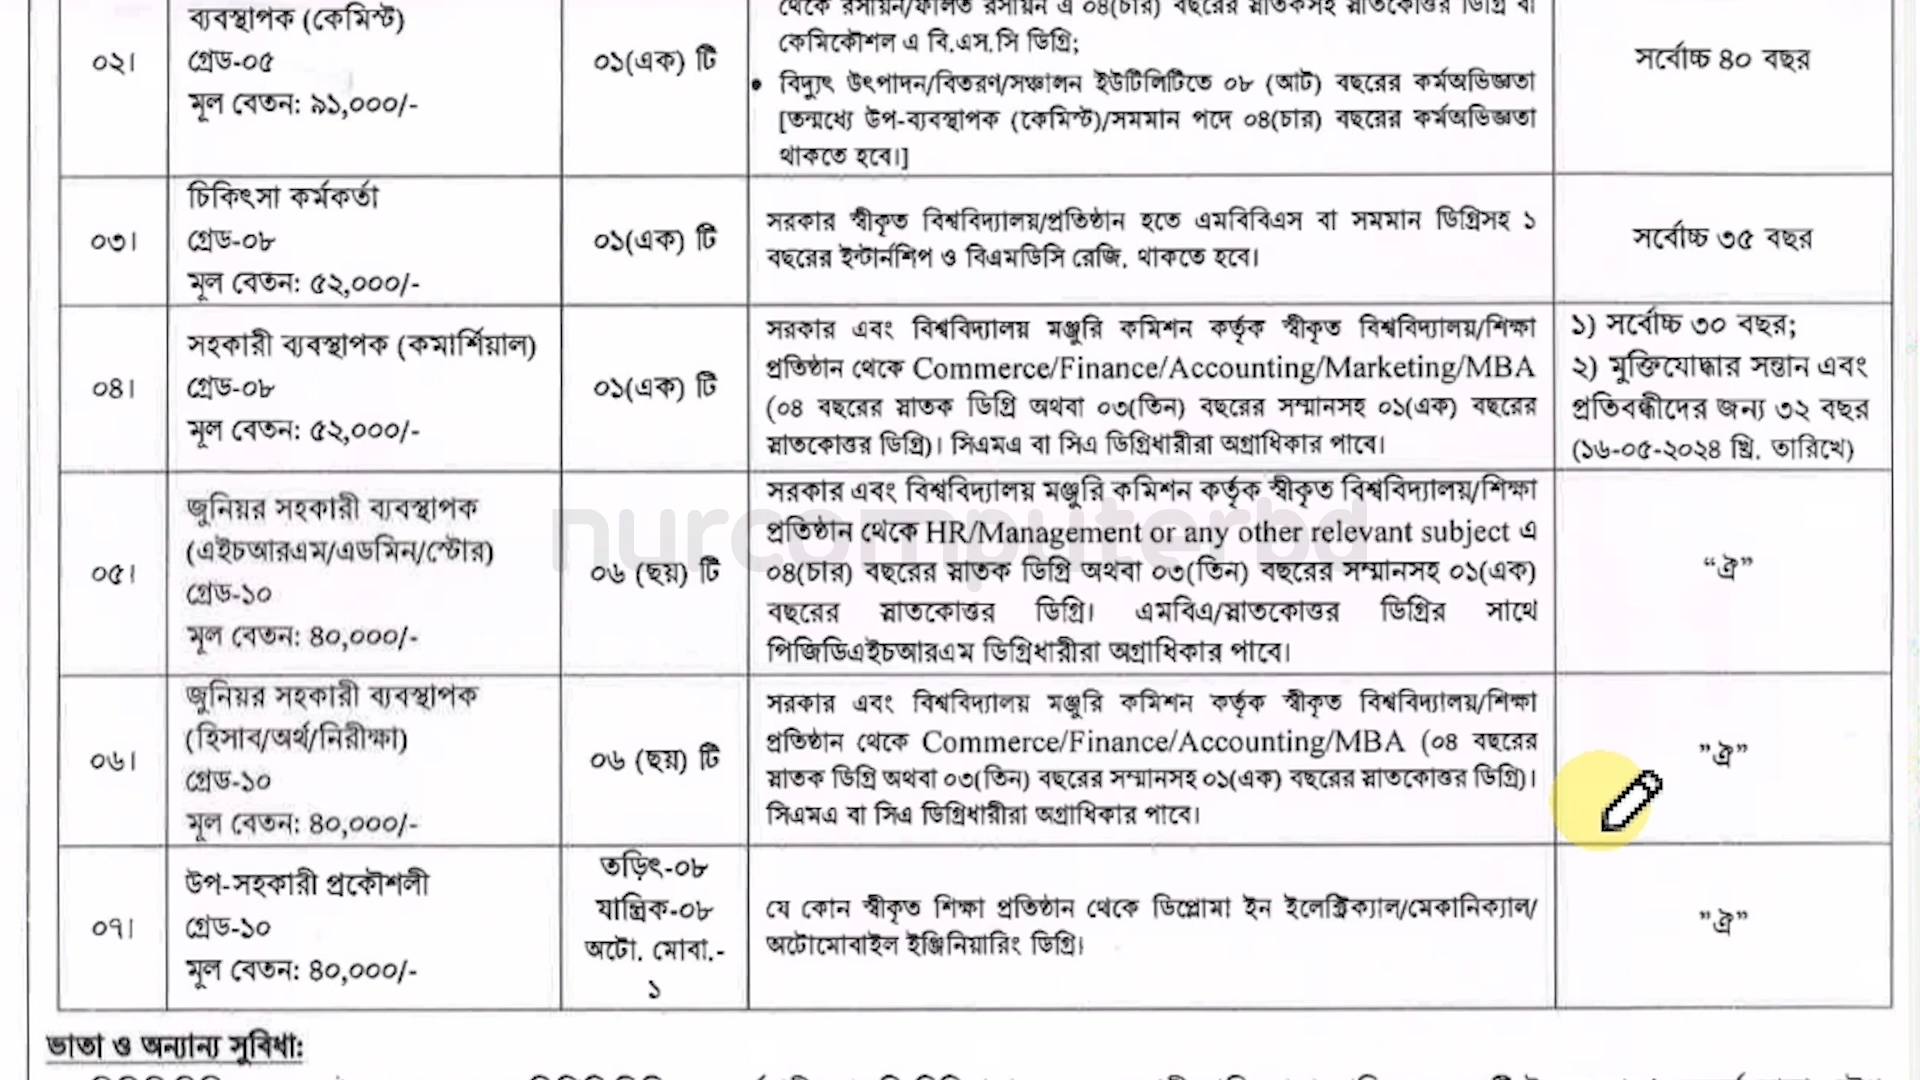 ০২।
ব্যবস্থাপক (কেমিস্ট)
গ্রেড-০৫
মূল বেতন: ৯১,০০০/-
০১(এক) টি
থেকে রসায়ন/ফলিত রসায়ন এ ০৪(চার) বছরের স্নাতকসহ স্নাতকোত্তর ডিগ্রি বা
কেমিকৌশল এ বি.এস.সি ডিগ্রি;
• বিদ্যুৎ উৎপাদন/বিতরণ/সঞ্চালন ইউটিলিটিতে ০৮ (আট) বছরের কর্মঅভিজ্ঞতা
[তন্মধ্যে উপ-ব্যবস্থাপক (কেমিস্ট)/সমমান পদে ০৪(চার) বছরের কর্মঅভিজ্ঞতা
থাকতে হবে।]
সর্বোচ্চ ৪০ বছর
০৩।
চিকিৎসা কর্মকর্তা
গ্রেড-০৮
মূল বেতন: ৫২,০০০/-
০১(এক) টি
সরকার স্বীকৃত বিশ্ববিদ্যালয়/প্রতিষ্ঠান হতে এমবিবিএস বা সমমান ডিগ্রিসহ ১
বছরের ইন্টার্নশিপ ও বিএমডিসি রেজি. থাকতে হবে।
সর্বোচ্চ ৩৫ বছর
০৪।
সহকারী ব্যবস্থাপক (কমার্শিয়াল)
গ্রেড-০৮
মূল বেতন: ৫২,০০০/-
০১(এক) টি
সরকার এবং বিশ্ববিদ্যালয় মঞ্জুরি কমিশন কর্তৃক স্বীকৃত বিশ্ববিদ্যালয়/শিক্ষা
প্রতিষ্ঠান থেকে Commerce/Finance/Accounting/Marketing/MBA
(০৪ বছরের স্নাতক ডিগ্রি অথবা ০৩(তিন) বছরের সম্মানসহ ০১(এক) বছরের
স্নাতকোত্তর ডিগ্রি)। সিএমএ বা সিএ ডিগ্রিধারীরা অগ্রাধিকার পাবে।
১) সর্বোচ্চ ৩০ বছর;
২) মুক্তিযোদ্ধার সন্তান এবং
প্রতিবন্ধীদের জন্য ৩২ বছর
(১৬-০৫-২০২৪ খ্রি. তারিখে)
০৫।
জুনিয়র সহকারী ব্যবস্থাপক
(এইচআরএম/এডমিন/স্টোর)
গ্রেড-১০
মূল বেতন: ৪০,০০০/-
০৬ (ছয়) টি
সরকার এবং বিশ্ববিদ্যালয় মঞ্জুরি কমিশন কর্তৃক স্বীকৃত বিশ্ববিদ্যালয়/শিক্ষা
প্রতিষ্ঠান থেকে HR/Management or any other relevant subject এ
০৪(চার) বছরের স্নাতক ডিগ্রি অথবা ০৩(তিন) বছরের সম্মানসহ ০১(এক)
বছরের স্নাতকোত্তর ডিগ্রি। এমবিএ/স্নাতকোত্তর ডিগ্রির সাথে
পিজিডিএইচআরএম ডিগ্রিধারীরা অগ্রাধিকার পাবে।
“ঐ”
nurcomputerbd
০৬।
জুনিয়র সহকারী ব্যবস্থাপক
(হিসাব/অর্থ/নিরীক্ষা)
গ্রেড-১০
মূল বেতন: ৪০,০০০/-
০৬ (ছয়) টি
সরকার এবং বিশ্ববিদ্যালয় মঞ্জুরি কমিশন কর্তৃক স্বীকৃত বিশ্ববিদ্যালয়/শিক্ষা
প্রতিষ্ঠান থেকে Commerce/Finance/Accounting/MBA (০৪ বছরের
স্নাতক ডিগ্রি অথবা ০৩(তিন) বছরের সম্মানসহ ০১(এক) বছরের স্নাতকোত্তর ডিগ্রি)।
সিএমএ বা সিএ ডিগ্রিধারীরা অগ্রাধিকার পাবে।
”ঐ”
০৭।
উপ-সহকারী প্রকৌশলী
গ্রেড-১০
মূল বেতন: ৪০,০০০/-
তড়িৎ-০৮
যান্ত্রিক-০৮
অটো. মোবা.-
১
যে কোন স্বীকৃত শিক্ষা প্রতিষ্ঠান থেকে ডিপ্লোমা ইন ইলেক্ট্রিক্যাল/মেকানিক্যাল/
অটোমোবাইল ইঞ্জিনিয়ারিং ডিগ্রি।
”ঐ”
ভাতা ও অন্যান্য সুবিধা: